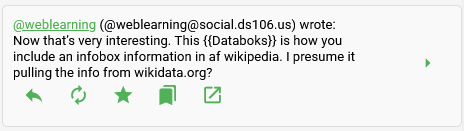 @weblearning (@weblearning@social.ds106.us) wrote:
Now that's very interesting. This {{Databoks}} is how you
include an infobox information in af wikipedia. I presume it
pulling the info from wikidata.org?